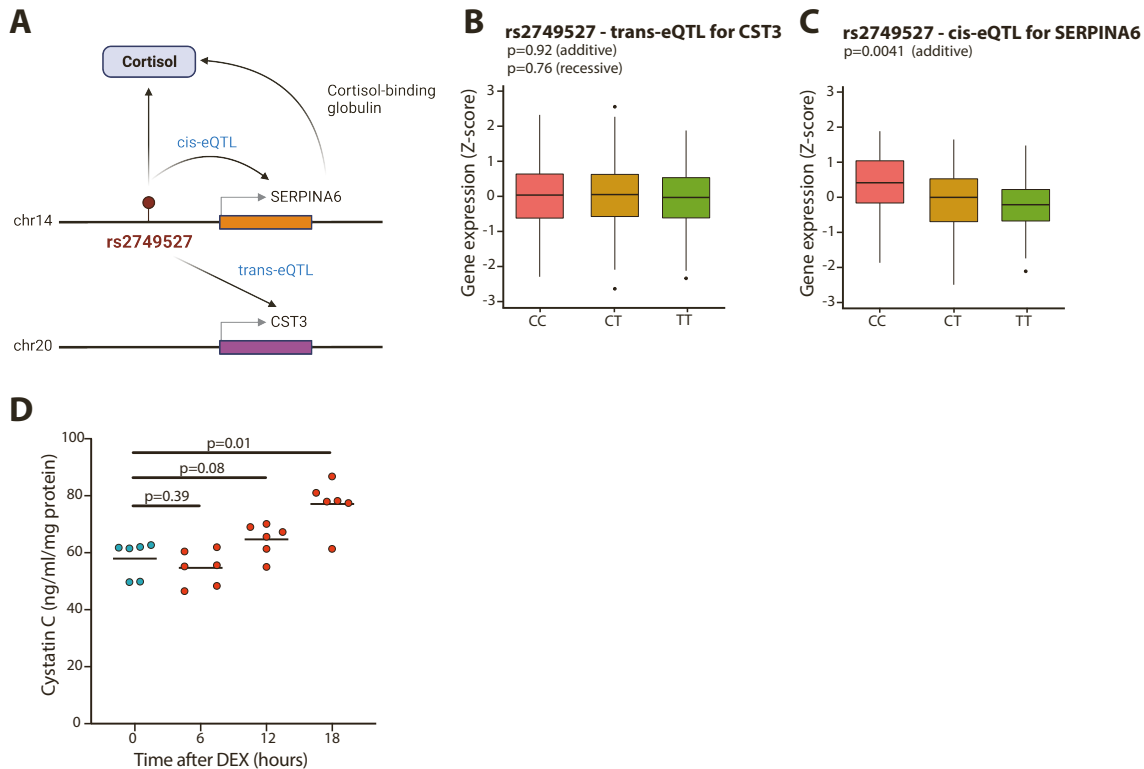 A
Cortisol
Cortisol-binding
globulin
cis-eQTL
SERPINA6
chr14
rs2749527
trans-eQTL
CST3
chr20
B
rs2749527 - trans-eQTL for CST3
p=0.92 (additive)
p=0.76 (recessive)
Gene expression (Z-score)
3
2
1
0
-1
-2
-3
CC
CT
TT
C
rs2749527 - cis-eQTL for SERPINA6
p=0.0041 (additive)
Gene expression (Z-score)
3
2
1
0
-1
-2
-3
CC
CT
TT
D
Cystatin C (ng/ml/mg protein)
100
80
60
40
20
0
p=0.01
p=0.08
p=0.39
0
6
12
18
Time after DEX (hours)